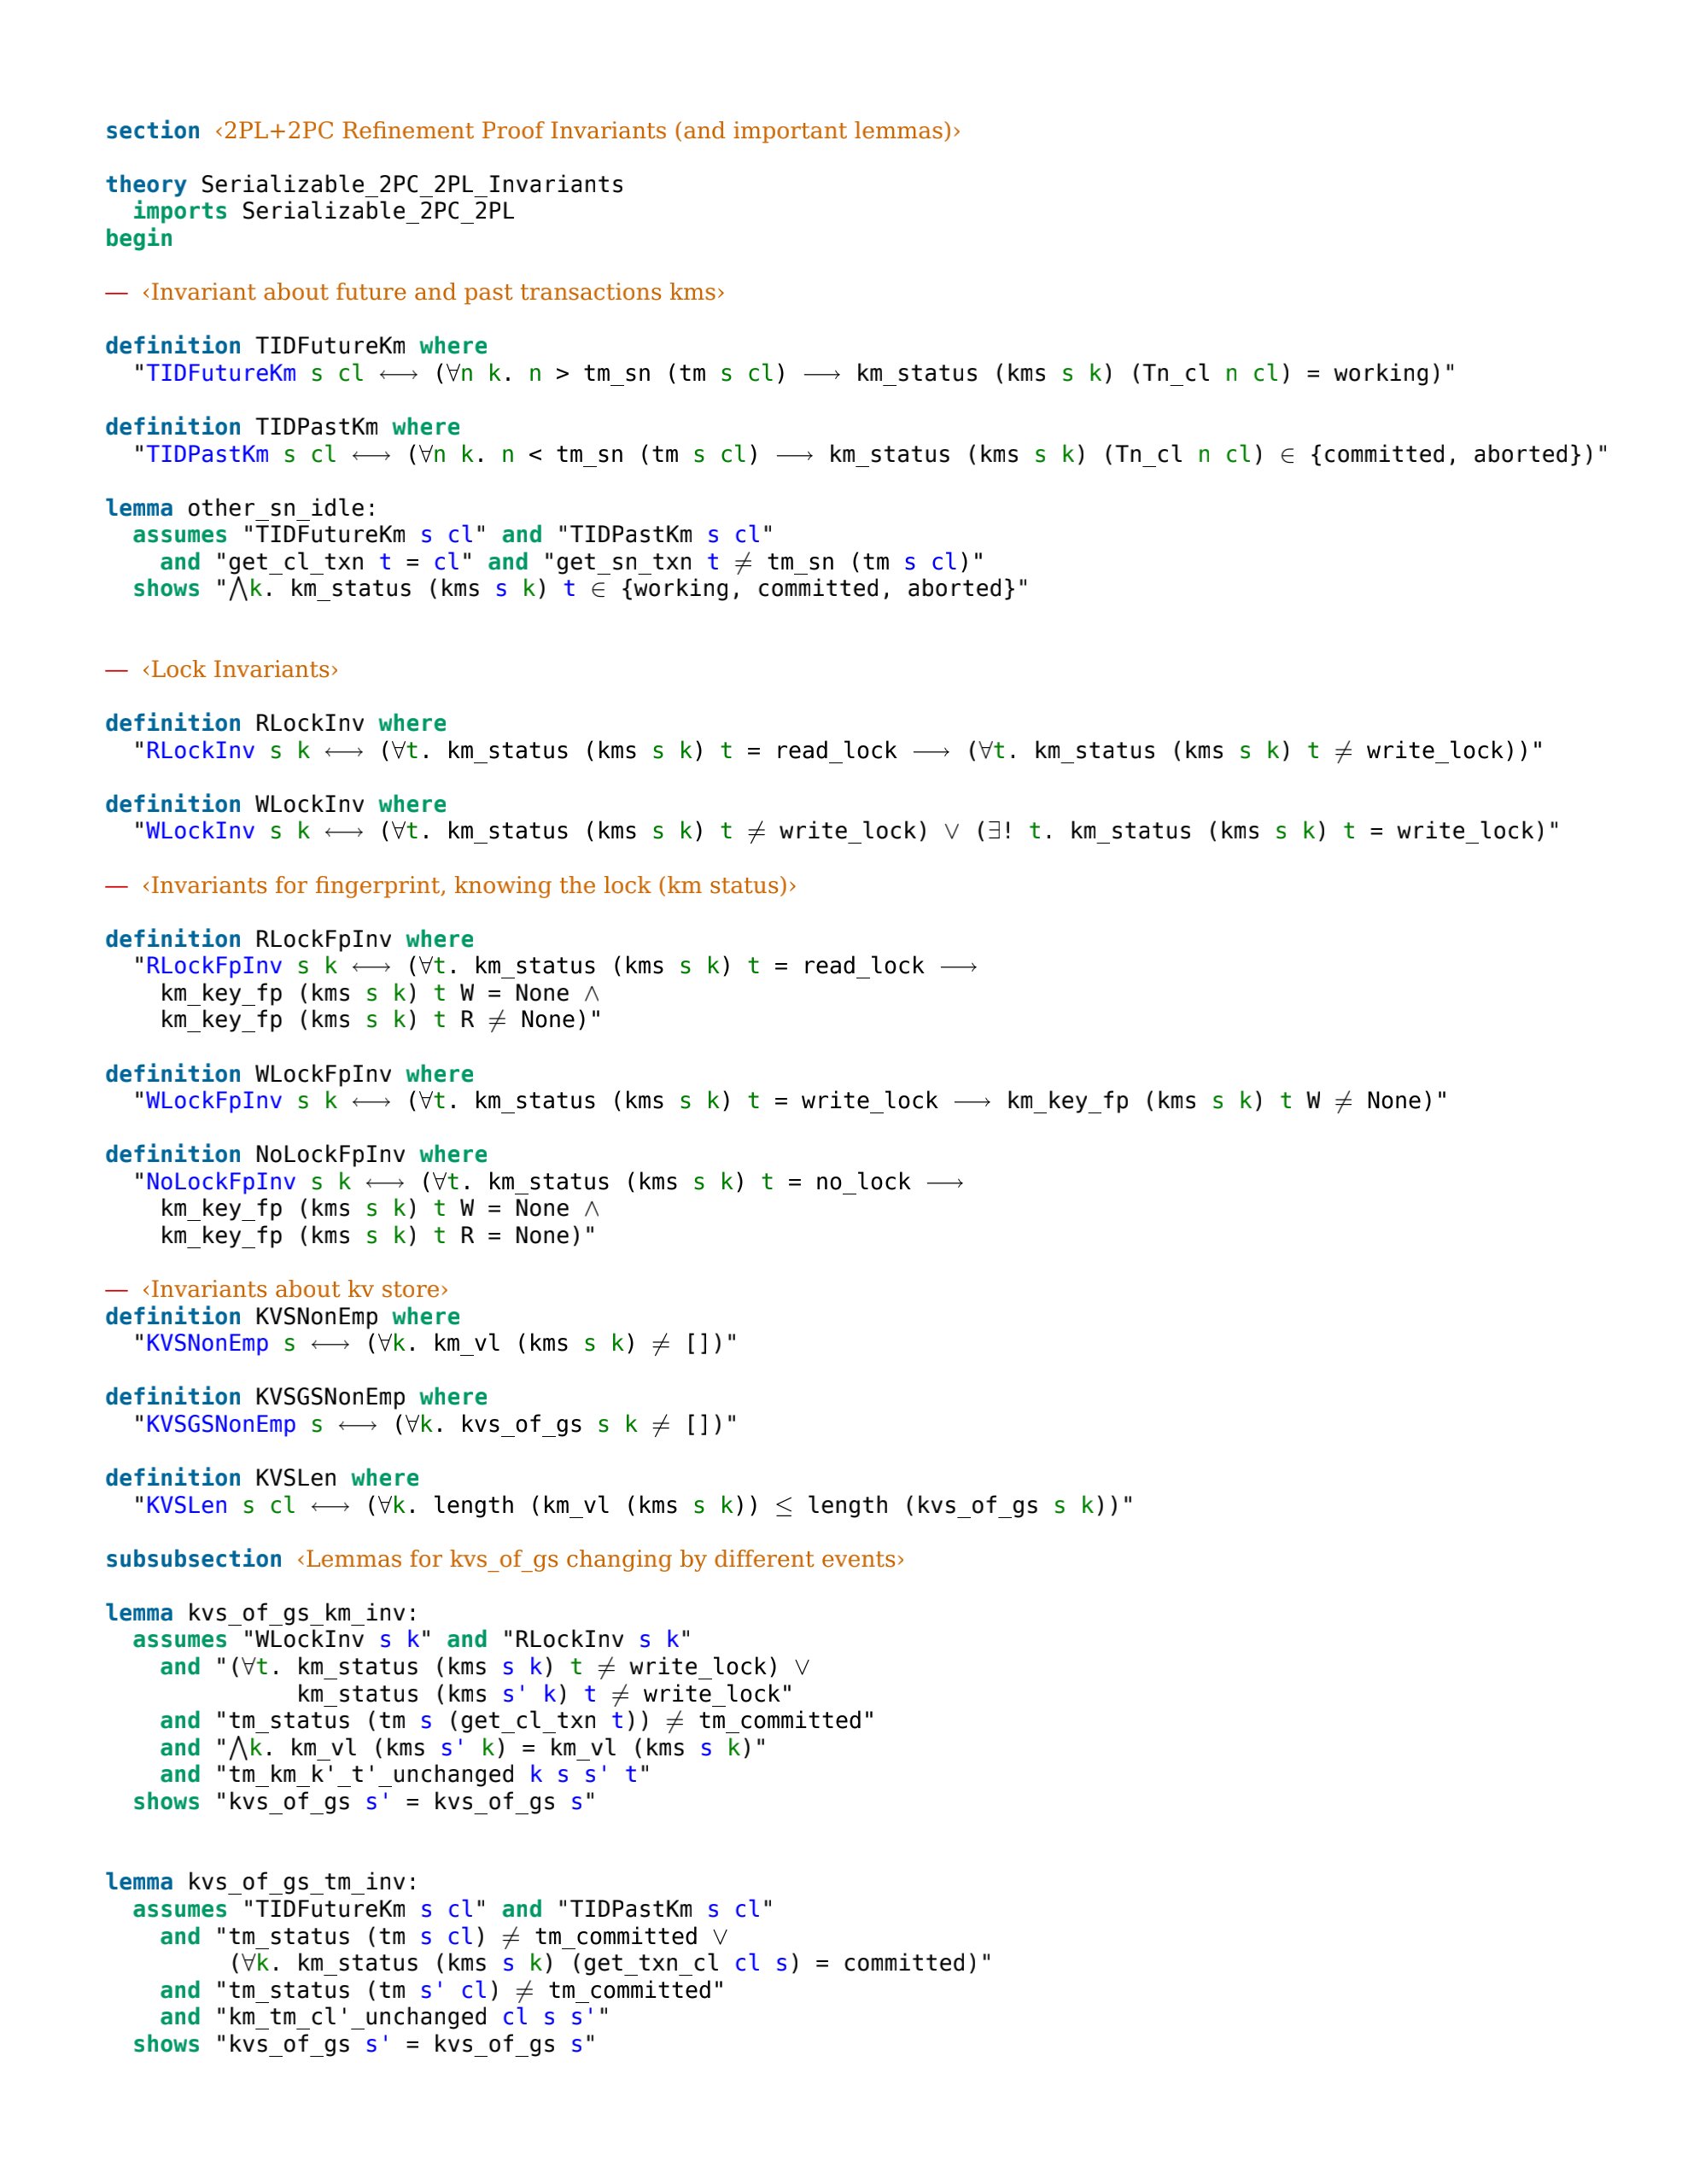 section ‹2PL+2PC Refinement Proof Invariants (and important lemmas)›
theory Serializable_2PC_2PL_Invariants
imports Serializable_2PC_2PL
begin
— ‹Invariant about future and past transactions kms›
definition TIDFutureKm where
"TIDFutureKm s cl ⟷ (∀n k. n > tm_sn (tm s cl) ⟶ km_status (kms s k) (Tn_cl n cl) = working)"
definition TIDPastKm where
"TIDPastKm s cl ⟷ (∀n k. n < tm_sn (tm s cl) ⟶ km_status (kms s k) (Tn_cl n cl) ∈ {committed, aborted})"
lemma other_sn_idle:
assumes "TIDFutureKm s cl" and "TIDPastKm s cl"
and "get_cl_txn t = cl" and "get_sn_txn t ≠ tm_sn (tm s cl)"
shows "⋀k. km_status (kms s k) t ∈ {working, committed, aborted}"
— ‹Lock Invariants›
definition RLockInv where
"RLockInv s k ⟷ (∀t. km_status (kms s k) t = read_lock ⟶ (∀t. km_status (kms s k) t ≠ write_lock))"
definition WLockInv where
"WLockInv s k ⟷ (∀t. km_status (kms s k) t ≠ write_lock) ∨ (∃! t. km_status (kms s k) t = write_lock)"
— ‹Invariants for fingerprint, knowing the lock (km status)›
definition RLockFpInv where
"RLockFpInv s k ⟷ (∀t. km_status (kms s k) t = read_lock ⟶
km_key_fp (kms s k) t W = None ∧
km_key_fp (kms s k) t R ≠ None)"
definition WLockFpInv where
"WLockFpInv s k ⟷ (∀t. km_status (kms s k) t = write_lock ⟶ km_key_fp (kms s k) t W ≠ None)"
definition NoLockFpInv where
"NoLockFpInv s k ⟷ (∀t. km_status (kms s k) t = no_lock ⟶
km_key_fp (kms s k) t W = None ∧
km_key_fp (kms s k) t R = None)"
— ‹Invariants about kv store›
definition KVSNonEmp where
"KVSNonEmp s ⟷ (∀k. km_vl (kms s k) ≠ [])"
definition KVSGSNonEmp where
"KVSGSNonEmp s ⟷ (∀k. kvs_of_gs s k ≠ [])"
definition KVSLen where
"KVSLen s cl ⟷ (∀k. length (km_vl (kms s k)) ≤ length (kvs_of_gs s k))"
subsubsection ‹Lemmas for kvs_of_gs changing by different events›
lemma kvs_of_gs_km_inv:
assumes "WLockInv s k" and "RLockInv s k"
and "(∀t. km_status (kms s k) t ≠ write_lock) ∨
km_status (kms s' k) t ≠ write_lock"
and "tm_status (tm s (get_cl_txn t)) ≠ tm_committed"
and "⋀k. km_vl (kms s' k) = km_vl (kms s k)"
and "tm_km_k'_t'_unchanged k s s' t"
shows "kvs_of_gs s' = kvs_of_gs s"
lemma kvs_of_gs_tm_inv:
assumes "TIDFutureKm s cl" and "TIDPastKm s cl"
and "tm_status (tm s cl) ≠ tm_committed ∨
(∀k. km_status (kms s k) (get_txn_cl cl s) = committed)"
and "tm_status (tm s' cl) ≠ tm_committed"
and "km_tm_cl'_unchanged cl s s'"
shows "kvs_of_gs s' = kvs_of_gs s"